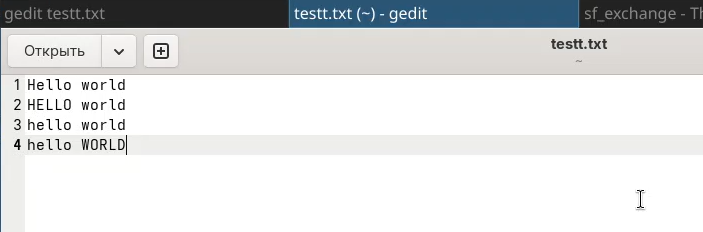 gedit testt.txt
testt.txt (~) - gedit
sf_exchange -
Открыть
testt.txt
~
1 Hello world
2 HELLO world
3 hello world
4 hello WORLD